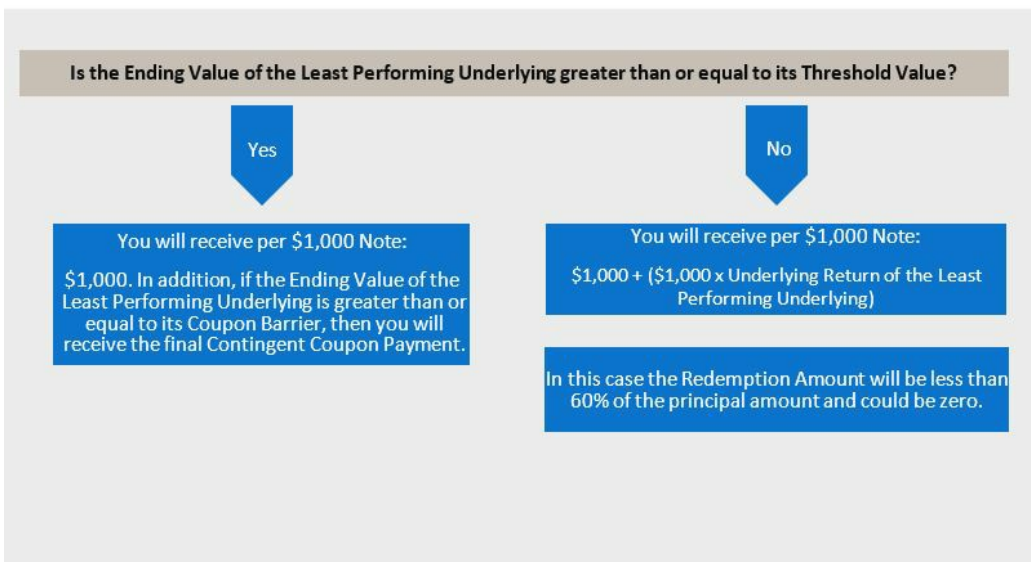 Is the Ending Value of the Least Performing Underlying greater than or equal to its Threshold Value?
Yes
No
You will receive per $1,000 Note:
$1,000. In addition, if the Ending Value of the
Least Performing Underlying is greater than or
equal to its Coupon Barrier, then you will
receive the final Contingent Coupon Payment.
You will receive per $1,000 Note:
$1,000 + ($1,000 x Underlying Return of the Least
Performing Underlying)
In this case the Redemption Amount will be less than
60% of the principal amount and could be zero.